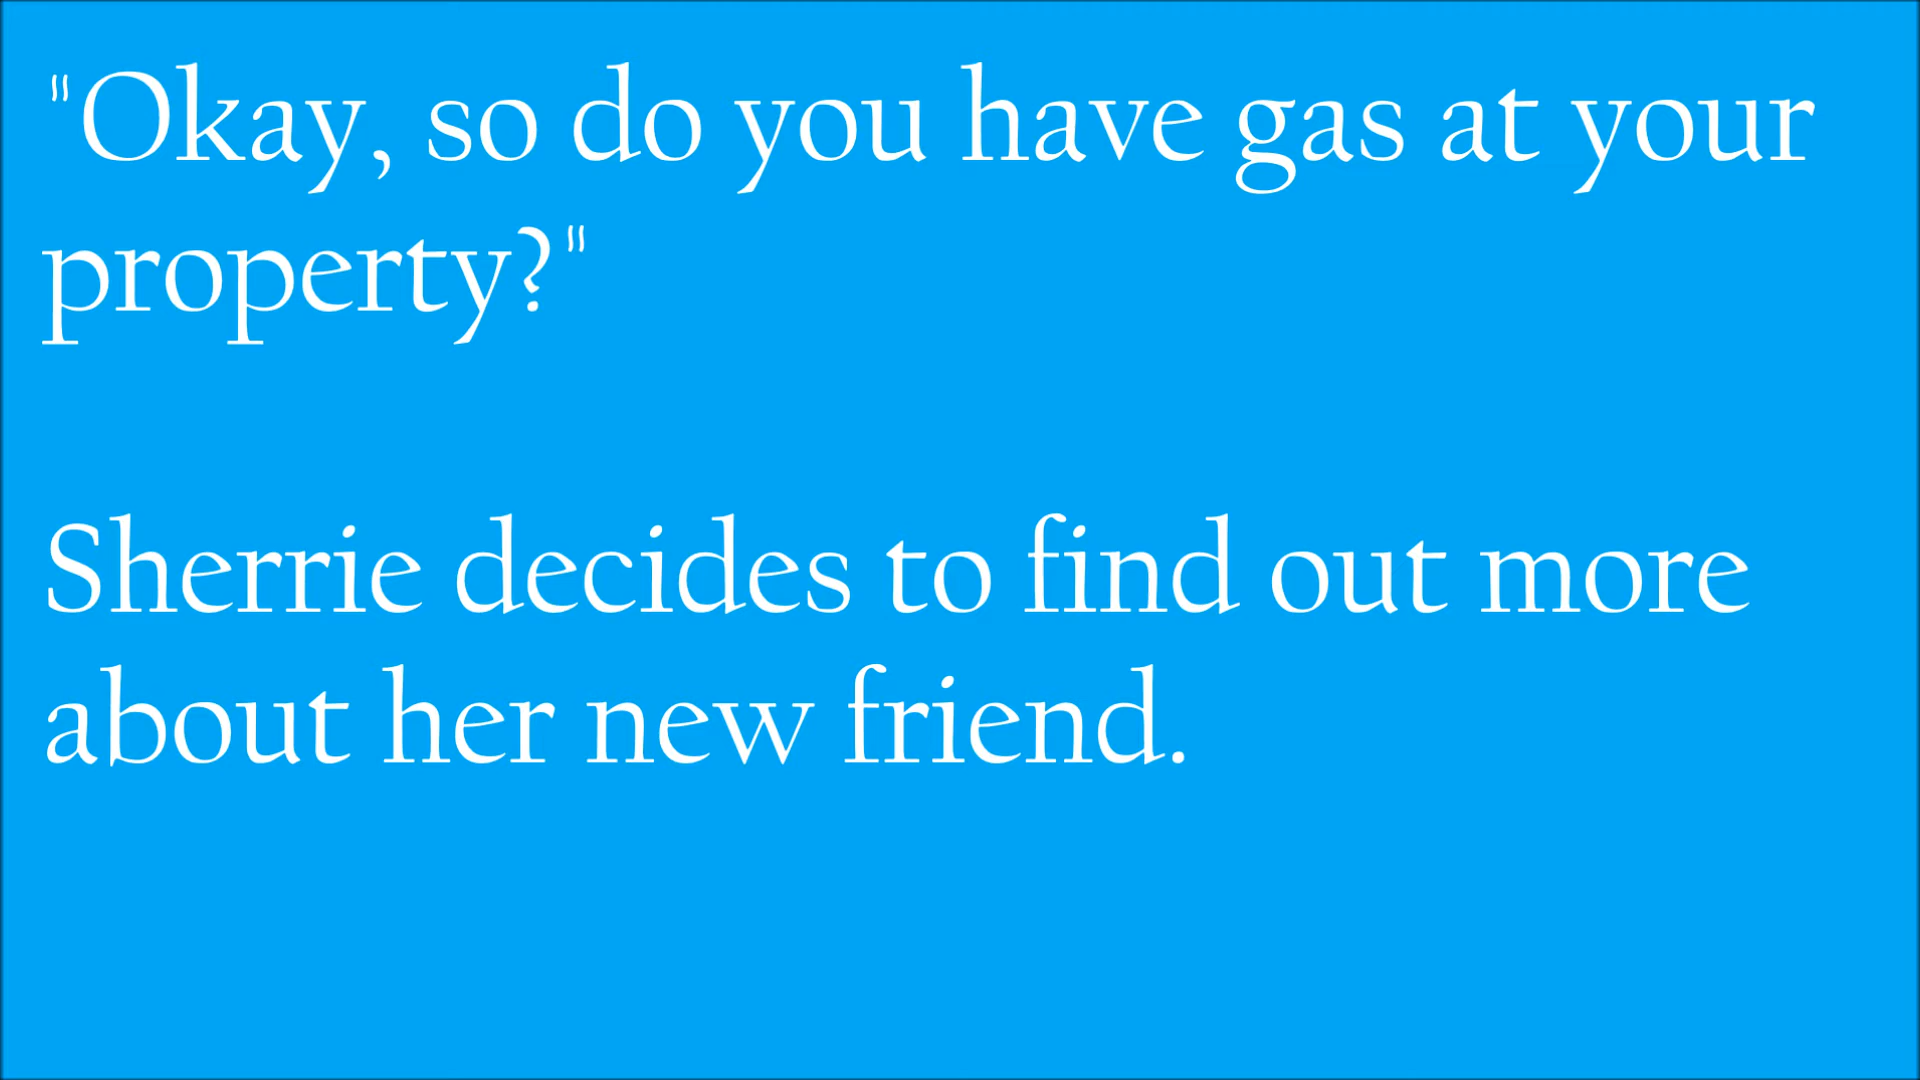 "Okay, so do you have gas at your
property?"
Sherrie decides to find out more
about her new friend.